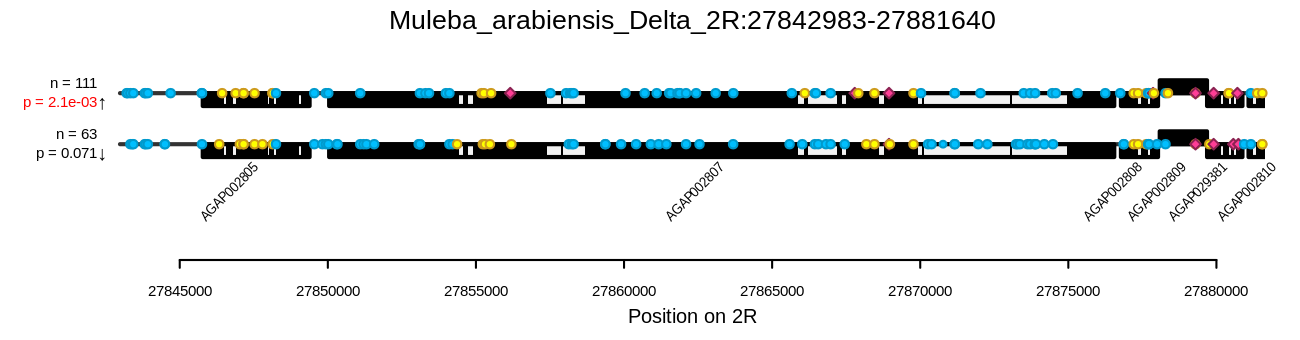 Muleba_arabiensis_Delta_2R:27842983-27881640
n = 111
p = 2.1e-03↑
n = 63
p = 0.071↓
AGAP002805 AGAP002807 AGAP002808 AGAP002809 AGAP029381 AGAP002810
27845000 27850000 27855000 27860000 27865000 27870000 27875000 27880000
Position on 2R